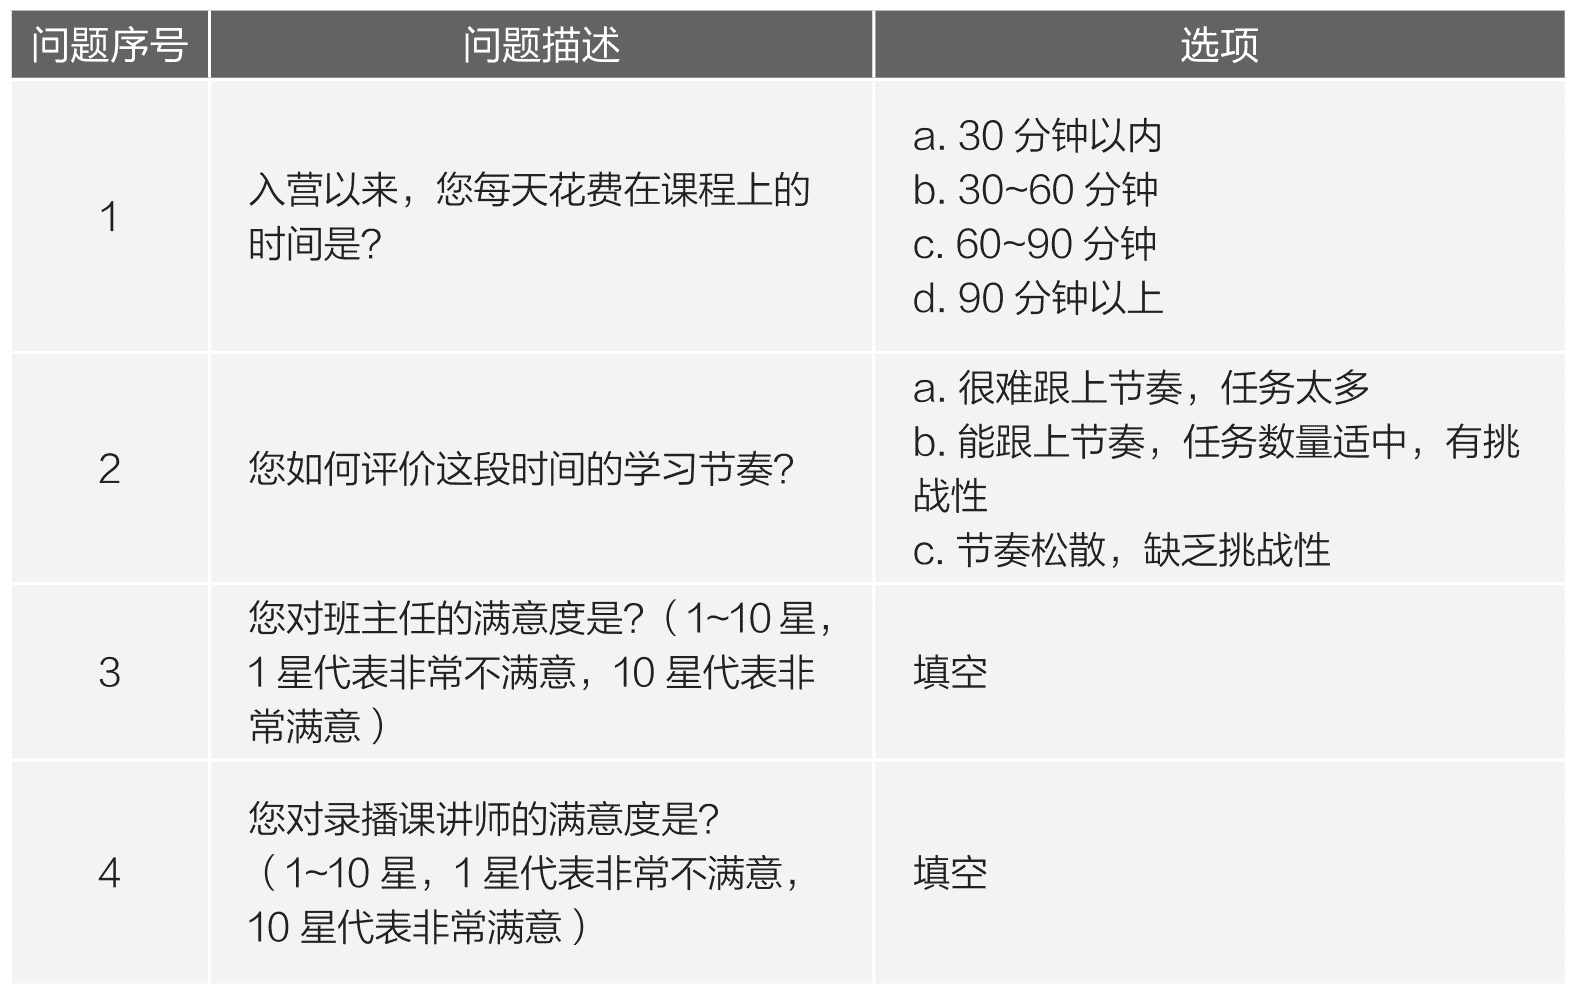 问题序号 问题描述 选项
1
入营以来，您每天花费在课程上的
时间是？
a. 30 分钟以内
b. 30~60 分钟
c. 60~90 分钟
d. 90 分钟以上
2
您如何评价这段时间的学习节奏？
a. 很难跟上节奏，任务太多
b. 能跟上节奏，任务数量适中，有挑
战性
c. 节奏松散，缺乏挑战性
3
您对班主任的满意度是？（1~10 星，
1 星代表非常不满意，10 星代表非
常满意）
填空
4
您对录播课讲师的满意度是？
（1~10 星，1 星代表非常不满意，
10 星代表非常满意）
填空